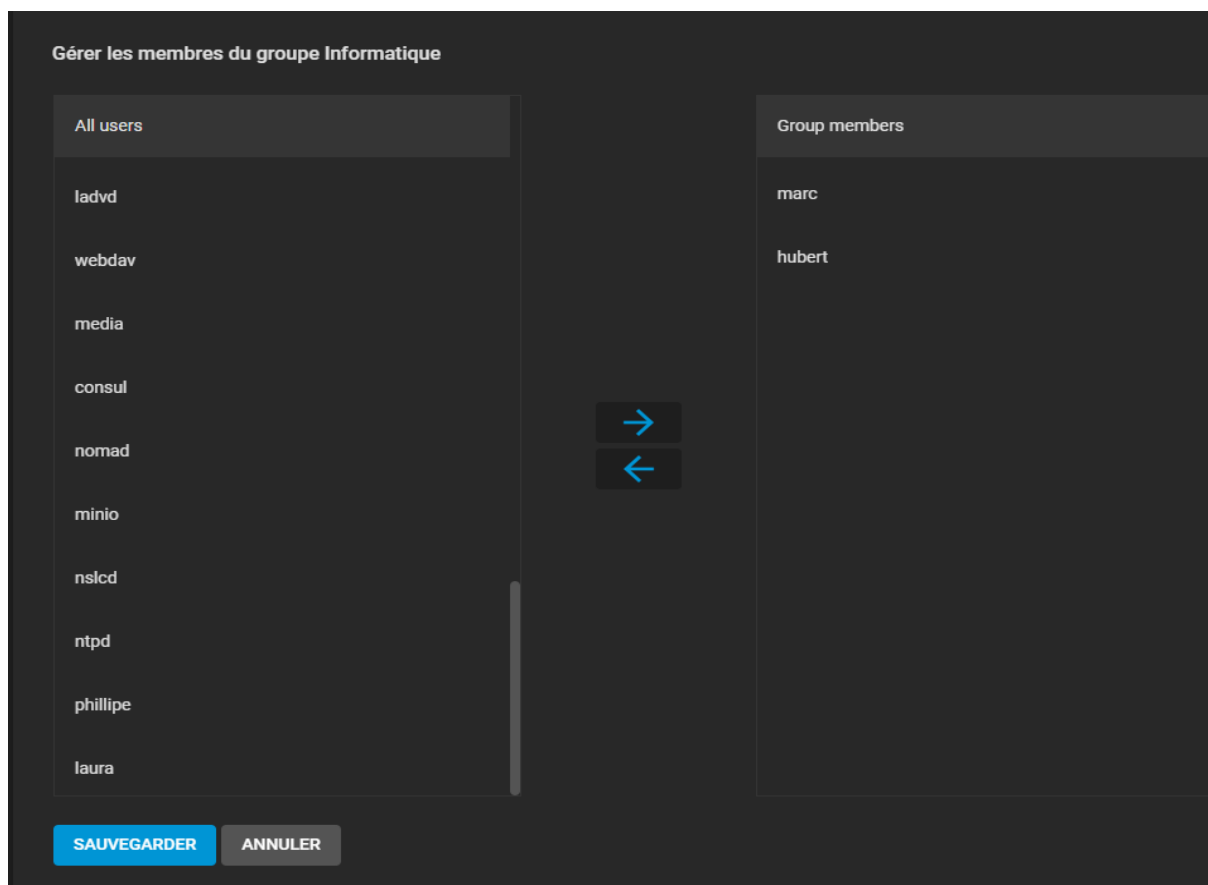 Gérer les membres du groupe Informatique
All users
ladvd
webdav
media
consul
nomad
minio
nslcd
ntpd
phillipe
laura
Group members
marc
hubert
SAUVEGARDER
ANNULER